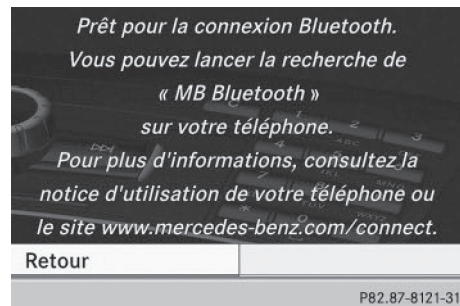 Prêt pour la connexion Bluetooth.
Vous pouvez lancer la recherche de
« MB Bluetooth »
sur votre téléphone.
Pour plus d'informations, consultez la
notice d'utilisation de votre téléphone ou
le site www.mercedes-benz.com/connect.
Retour
P82.87-8121-31